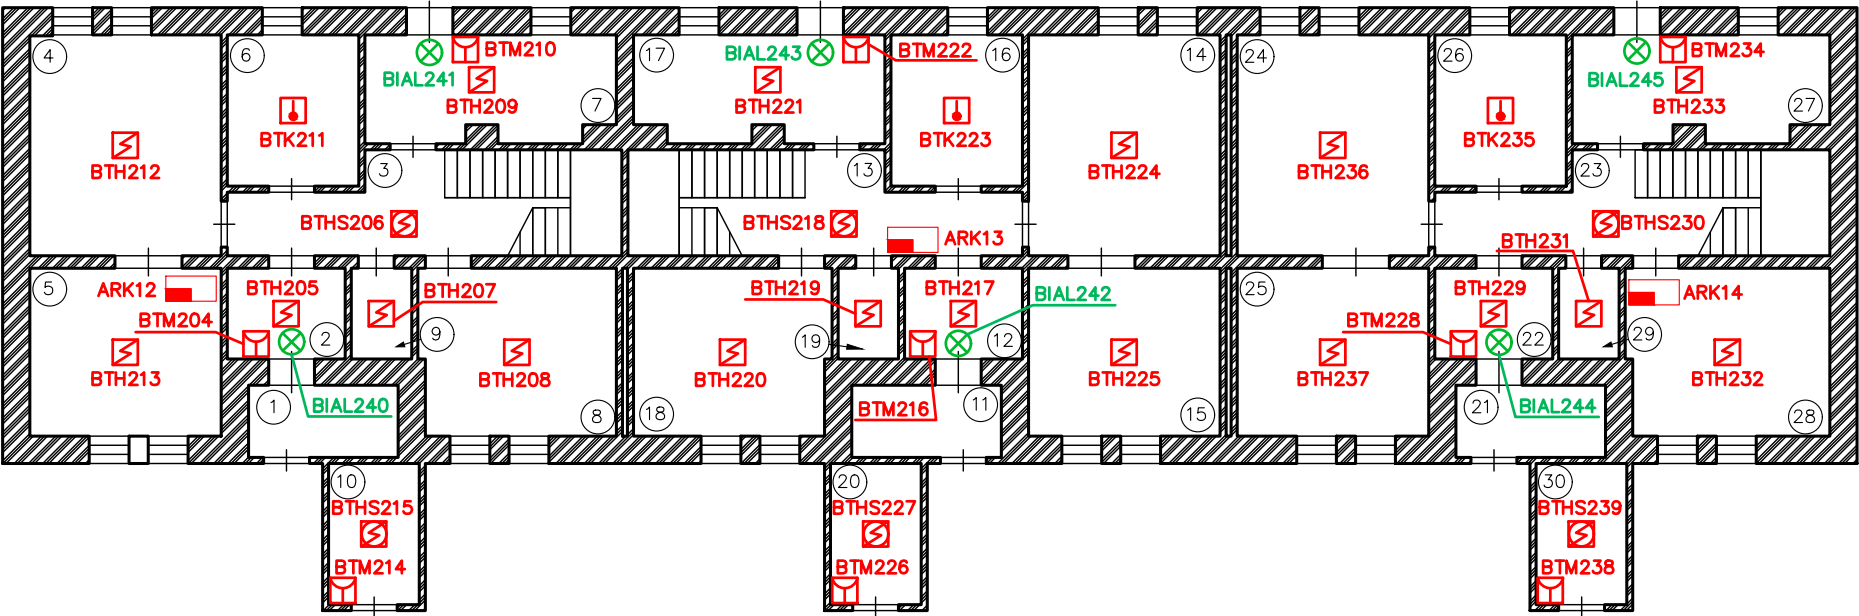 4
6
BTM210
17
BIAL243
BTM222
16
14
24
26
BTM234
BIAL241
BIAL245
BTH209
7
BTH221
BTH233
27
BTK211
BTK223
BTK235
BTH212
3
13
BTH224
BTH236
23
BTHS206
BTHS218
BTHS230
ARK13
BTH231
5
ARK12
BTH205
BTH207
BTH219
BTH217
BIAL242
25
BTH229
ARK14
BTM204
2
9
19
12
BTM228
22
29
BTH213
BTH208
BTH220
BTH225
BTH237
BTH232
1
BIAL240
8
18
BTM216
11
15
21
BIAL244
28
10
20
30
BTHS215
BTHS227
BTHS239
BTM214
BTM226
BTM238